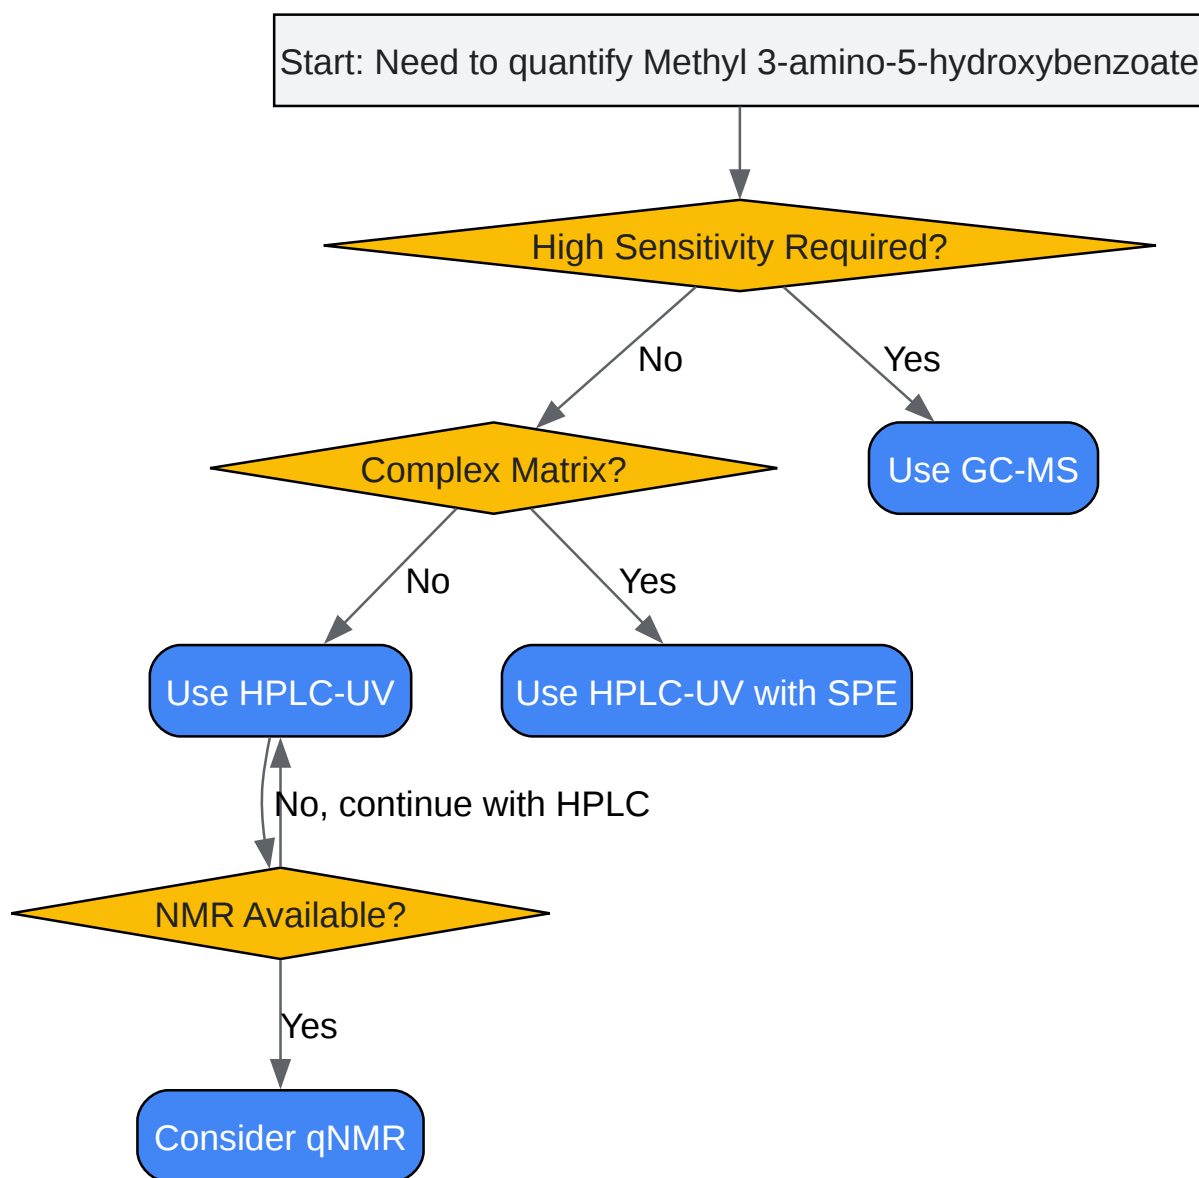 Start: Need to quantify Methyl 3-amino-5-hydroxybenzoate
High Sensitivity Required?
No
Yes
Complex Matrix?
Use GC-MS
No
Yes
Use HPLC-UV
Use HPLC-UV with SPE
No, continue with HPLC
NMR Available?
Yes
Consider qNMR